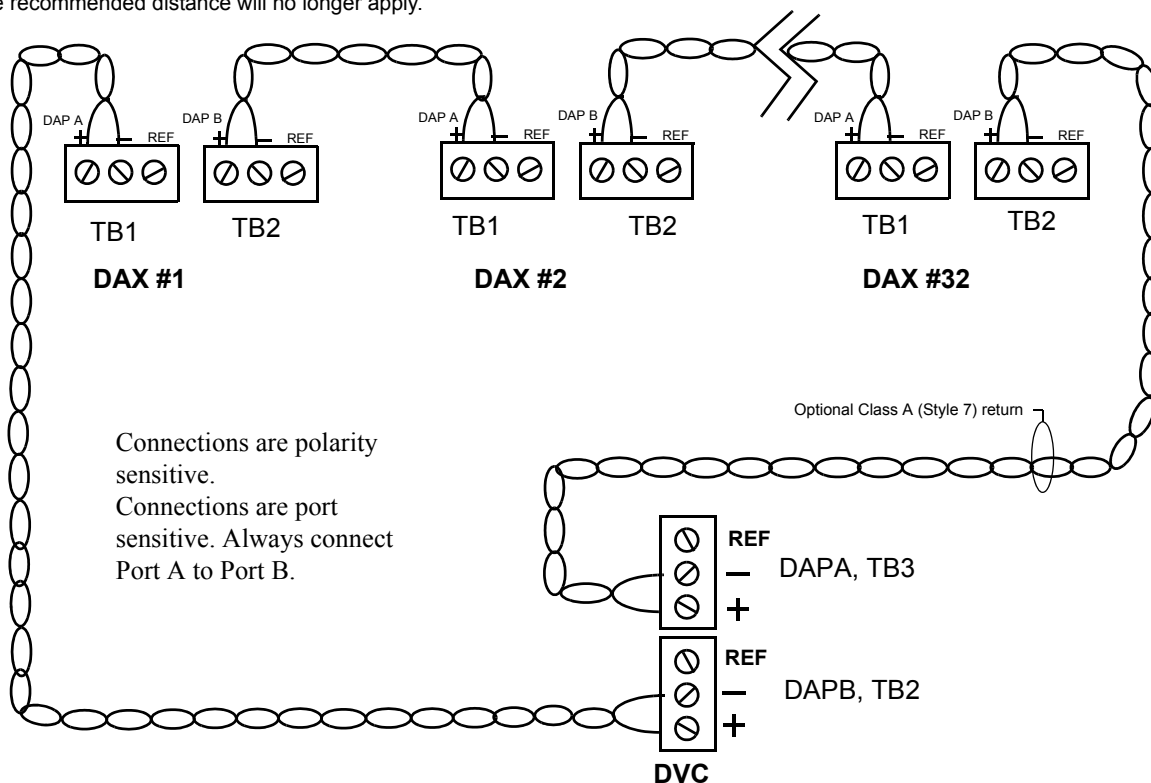 e recommended distance will no longer apply.
DAP A
+ – REF
DAP B
+ – REF
DAP A
+ – REF
DAP B
+ – REF
DAP A
+ – REF
DAP B
+ – REF
TB1
TB2
TB1
TB2
TB1
TB2
DAX #1
DAX #2
DAX #32
Optional Class A (Style 7) return
Connections are polarity
sensitive.
Connections are port
sensitive. Always connect
Port A to Port B.
REF
–
+
DAPA, TB3
REF
–
+
DAPB, TB2
DVC